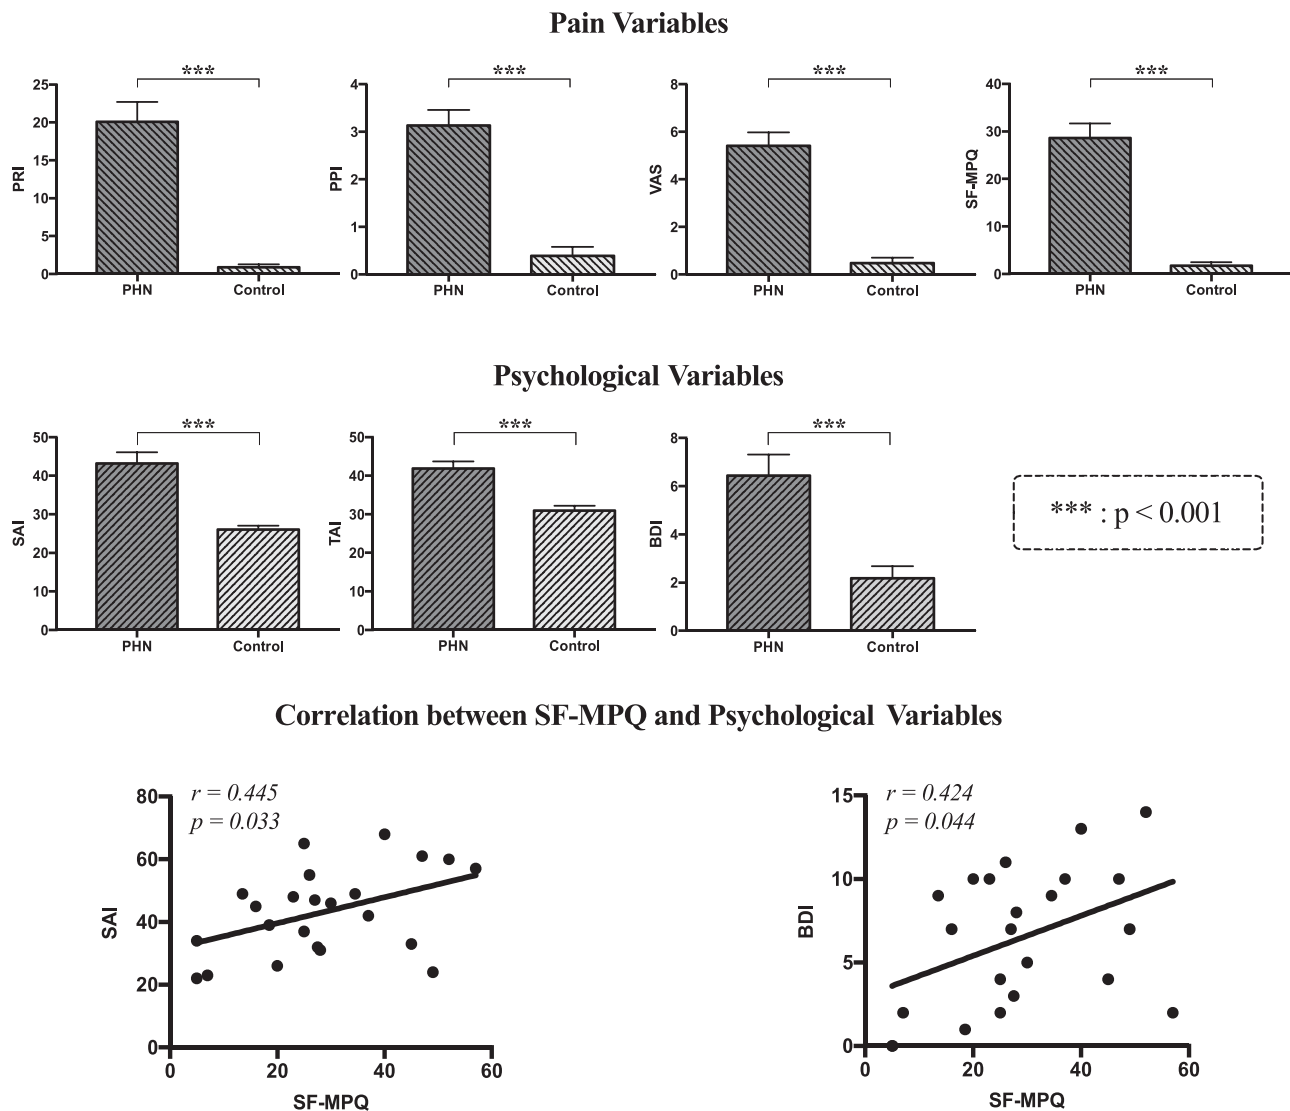 Pain Variables
***
25
20
15
10
5
0
PRI
PHN
Control
***
4
3
2
1
0
PPI
PHN
Control
***
8
6
4
2
0
VAS
PHN
Control
***
40
30
20
10
0
SF-MPQ
PHN
Control
Psychological Variables
***
50
40
30
20
10
0
SAI
PHN
Control
***
50
40
30
20
10
0
TAI
PHN
Control
***
8
6
4
2
0
BDI
PHN
Control
*** : p < 0.001
Correlation between SF-MPQ and Psychological Variables
r = 0.445
p = 0.033
80
60
40
20
0
SAI
0
20
40
60
SF-MPQ
r = 0.424
p = 0.044
15
10
5
0
BDI
0
20
40
60
SF-MPQ